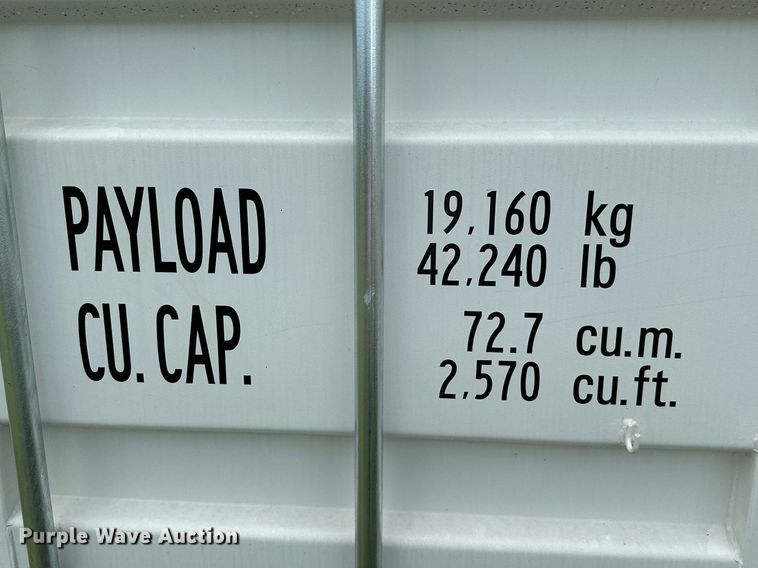 PAYLOAD 19,160 kg
42,240 lb
CU. CAP. 72.7 cu.m.
2,570 cu.ft.
Purple Wave Auction